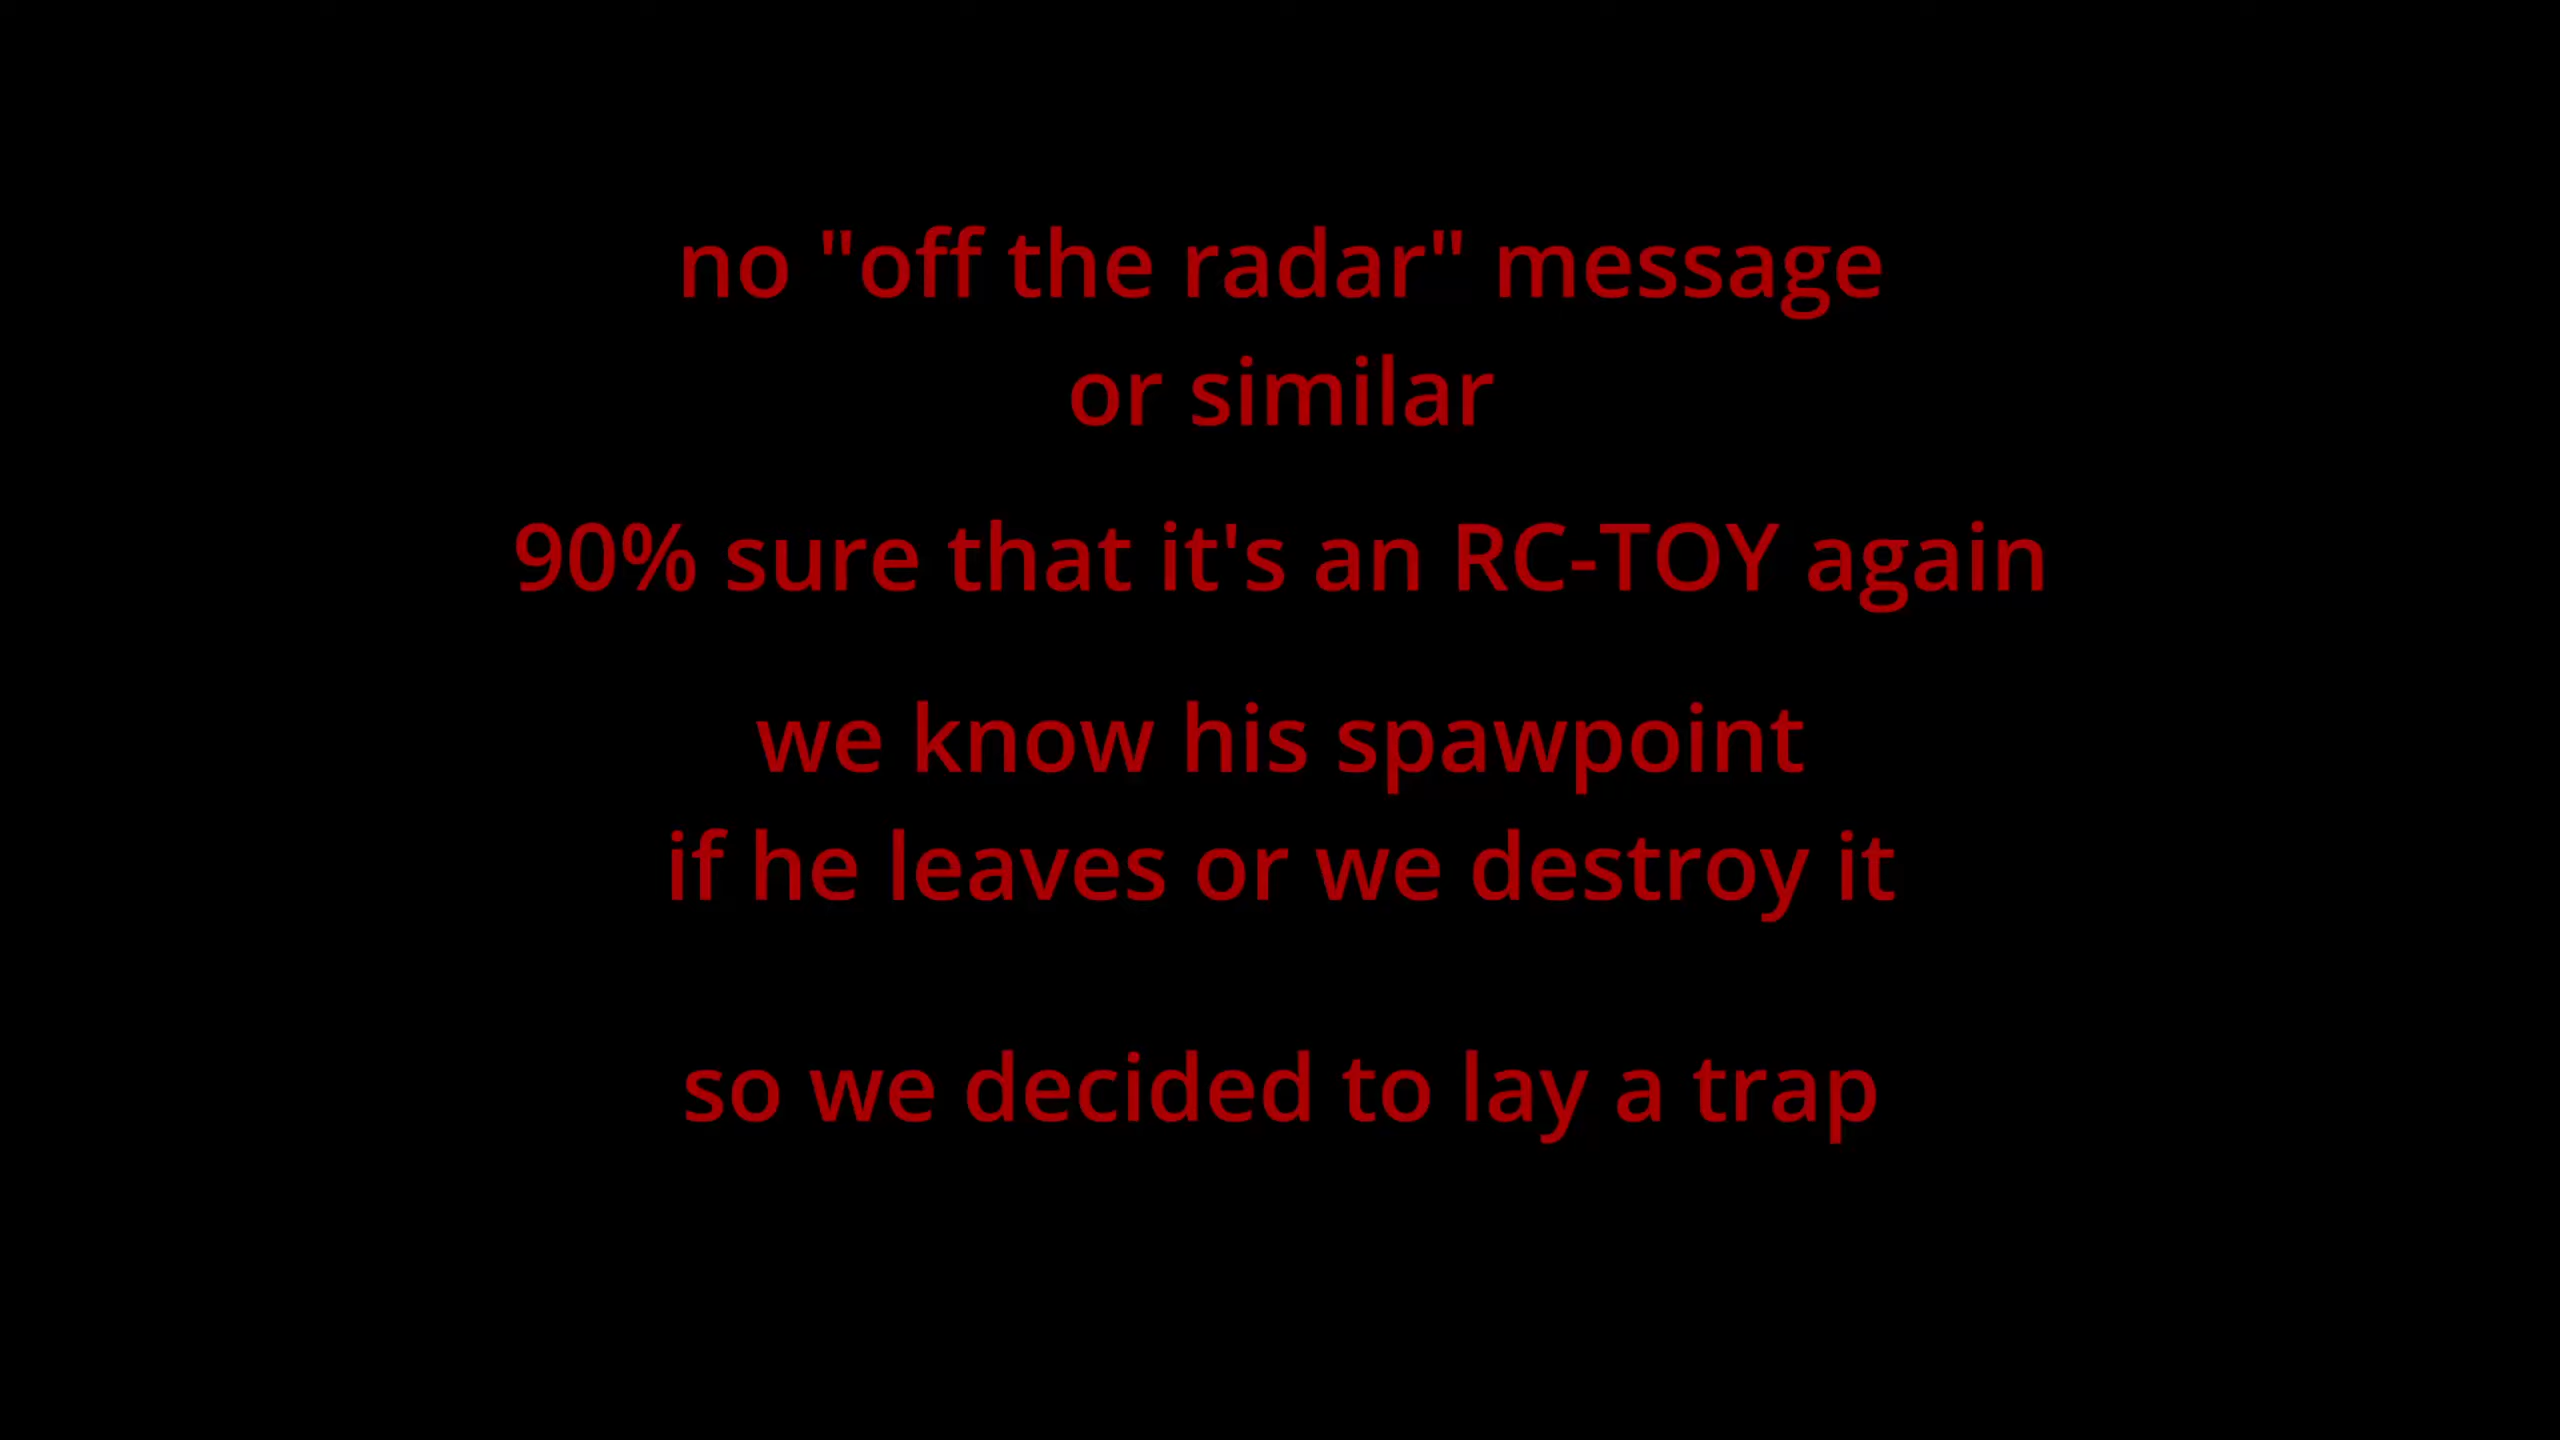 no "off the radar" message
or similar
90% sure that it's an RC-TOY again
we know his spawpoint
if he leaves or we destroy it
so we decided to lay a trap